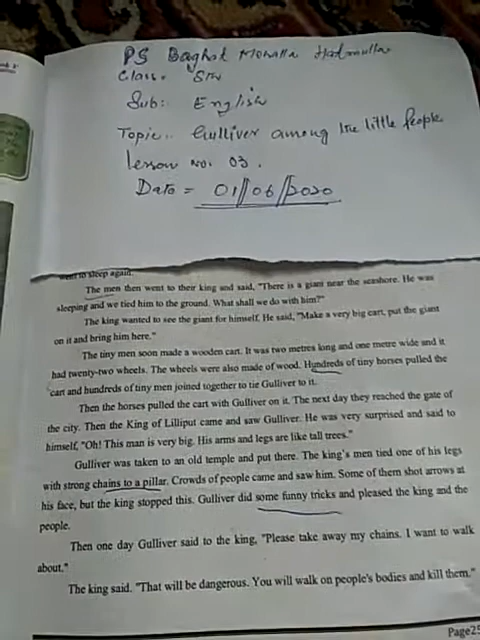 PS Baghat Mohalla
Class. 5th
Sub: English
Topic.. Gulliver among the little People
Lesson No. 03.
Date = 01//06//2020
went to sleep again.
The men then went to their king and said, "There is a giant near the seashore. He was
sleeping and we tied him to the ground. What shall we do with him?"
The king wanted to see the giant for himself. He said, "Make a very big cart, put the giant
on it and bring him here."
The tiny men soon made a wooden cart. It was two metres long and one metre wide and it
had twenty-two wheels. The wheels were also made of wood. Hundreds of tiny horses pulled the
cart and hundreds of tiny men joined together to tie Gulliver to it.
Then the horses pulled the cart with Gulliver on it. The next day they reached the gate of
the city. Then the King of Lilliput came and saw Gulliver. He was very surprised and said to
himself, "Oh! This man is very big. His arms and legs are like tall trees."
Gulliver was taken to an old temple and put there. The king's men tied one of his legs
with strong chains to a pillar. Crowds of people came and saw him. Some of them shot arrows at
his face, but the king stopped this. Gulliver did some funny tricks and pleased the king and the
people.
Then one day Gulliver said to the king, "Please take away my chains. I want to walk
about."
The king said. "That will be dangerous. You will walk on people's bodies and kill them."
Page25